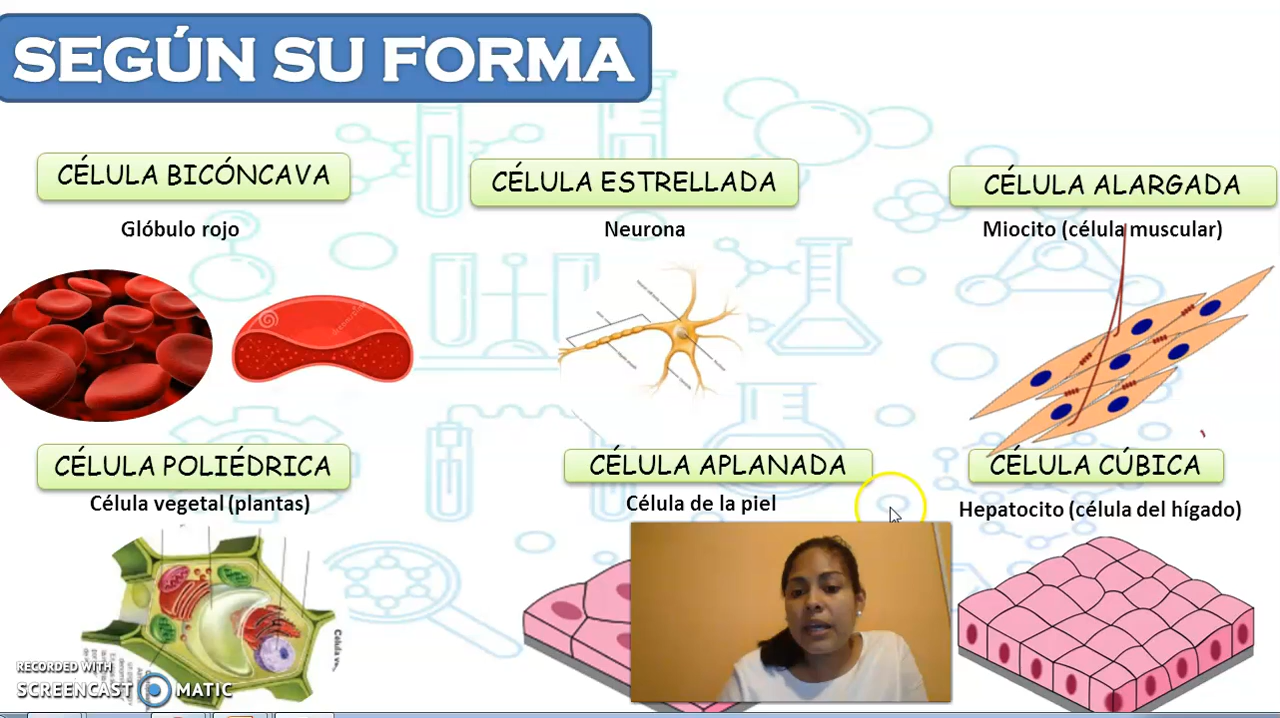 SEGÚN SU FORMA
CÉLULA BICÓNCAVA
Glóbulo rojo
CÉLULA ESTRELLADA
Neurona
CÉLULA ALARGADA
Miocito (célula muscular)
CÉLULA POLIÉDRICA
Célula vegetal (plantas)
CÉLULA APLANADA
Célula de la piel
CÉLULA CÚBICA
Hepatocito (célula del hígado)
RECORDED WITH
SCREENCAST MATIC